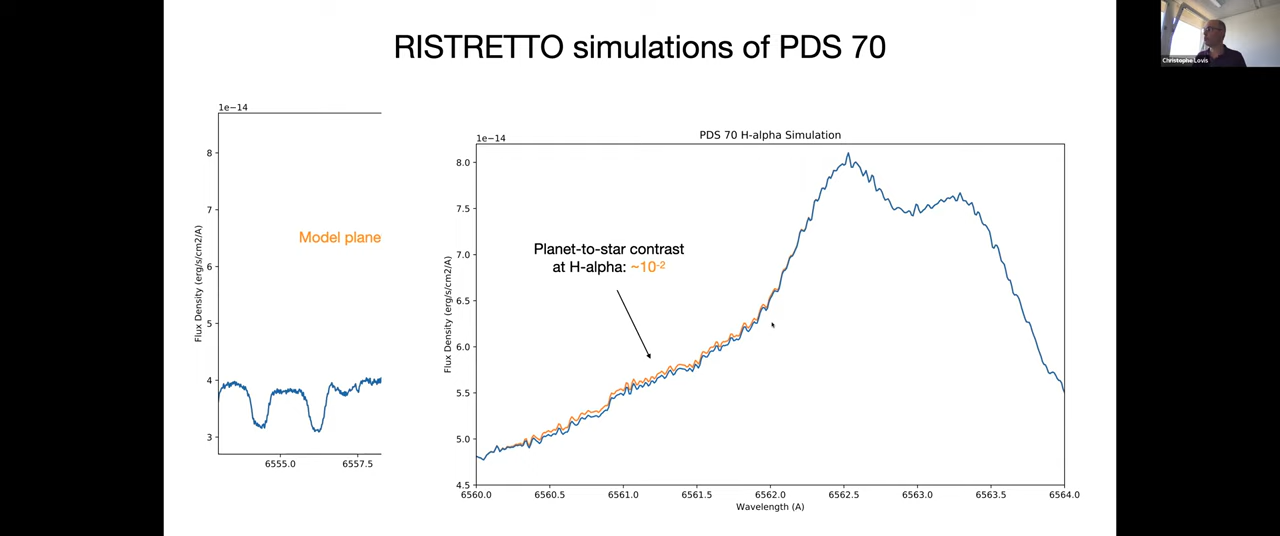 RISTRETTO simulations of PDS 70
Christophe Lovis
1e−14
8
7
6
5
4
3
Flux Density (erg/s/cm2/A)
Model plane
6555.0
6557.5
PDS 70 H-alpha Simulation
1e−14
8.0
7.5
7.0
6.5
6.0
5.5
5.0
4.5
Flux Density (erg/s/cm2/A)
Planet-to-star contrast
at H-alpha: ~10⁻²
6560.0 6560.5 6561.0 6561.5 6562.0 6562.5 6563.0 6563.5 6564.0
Wavelength (A)